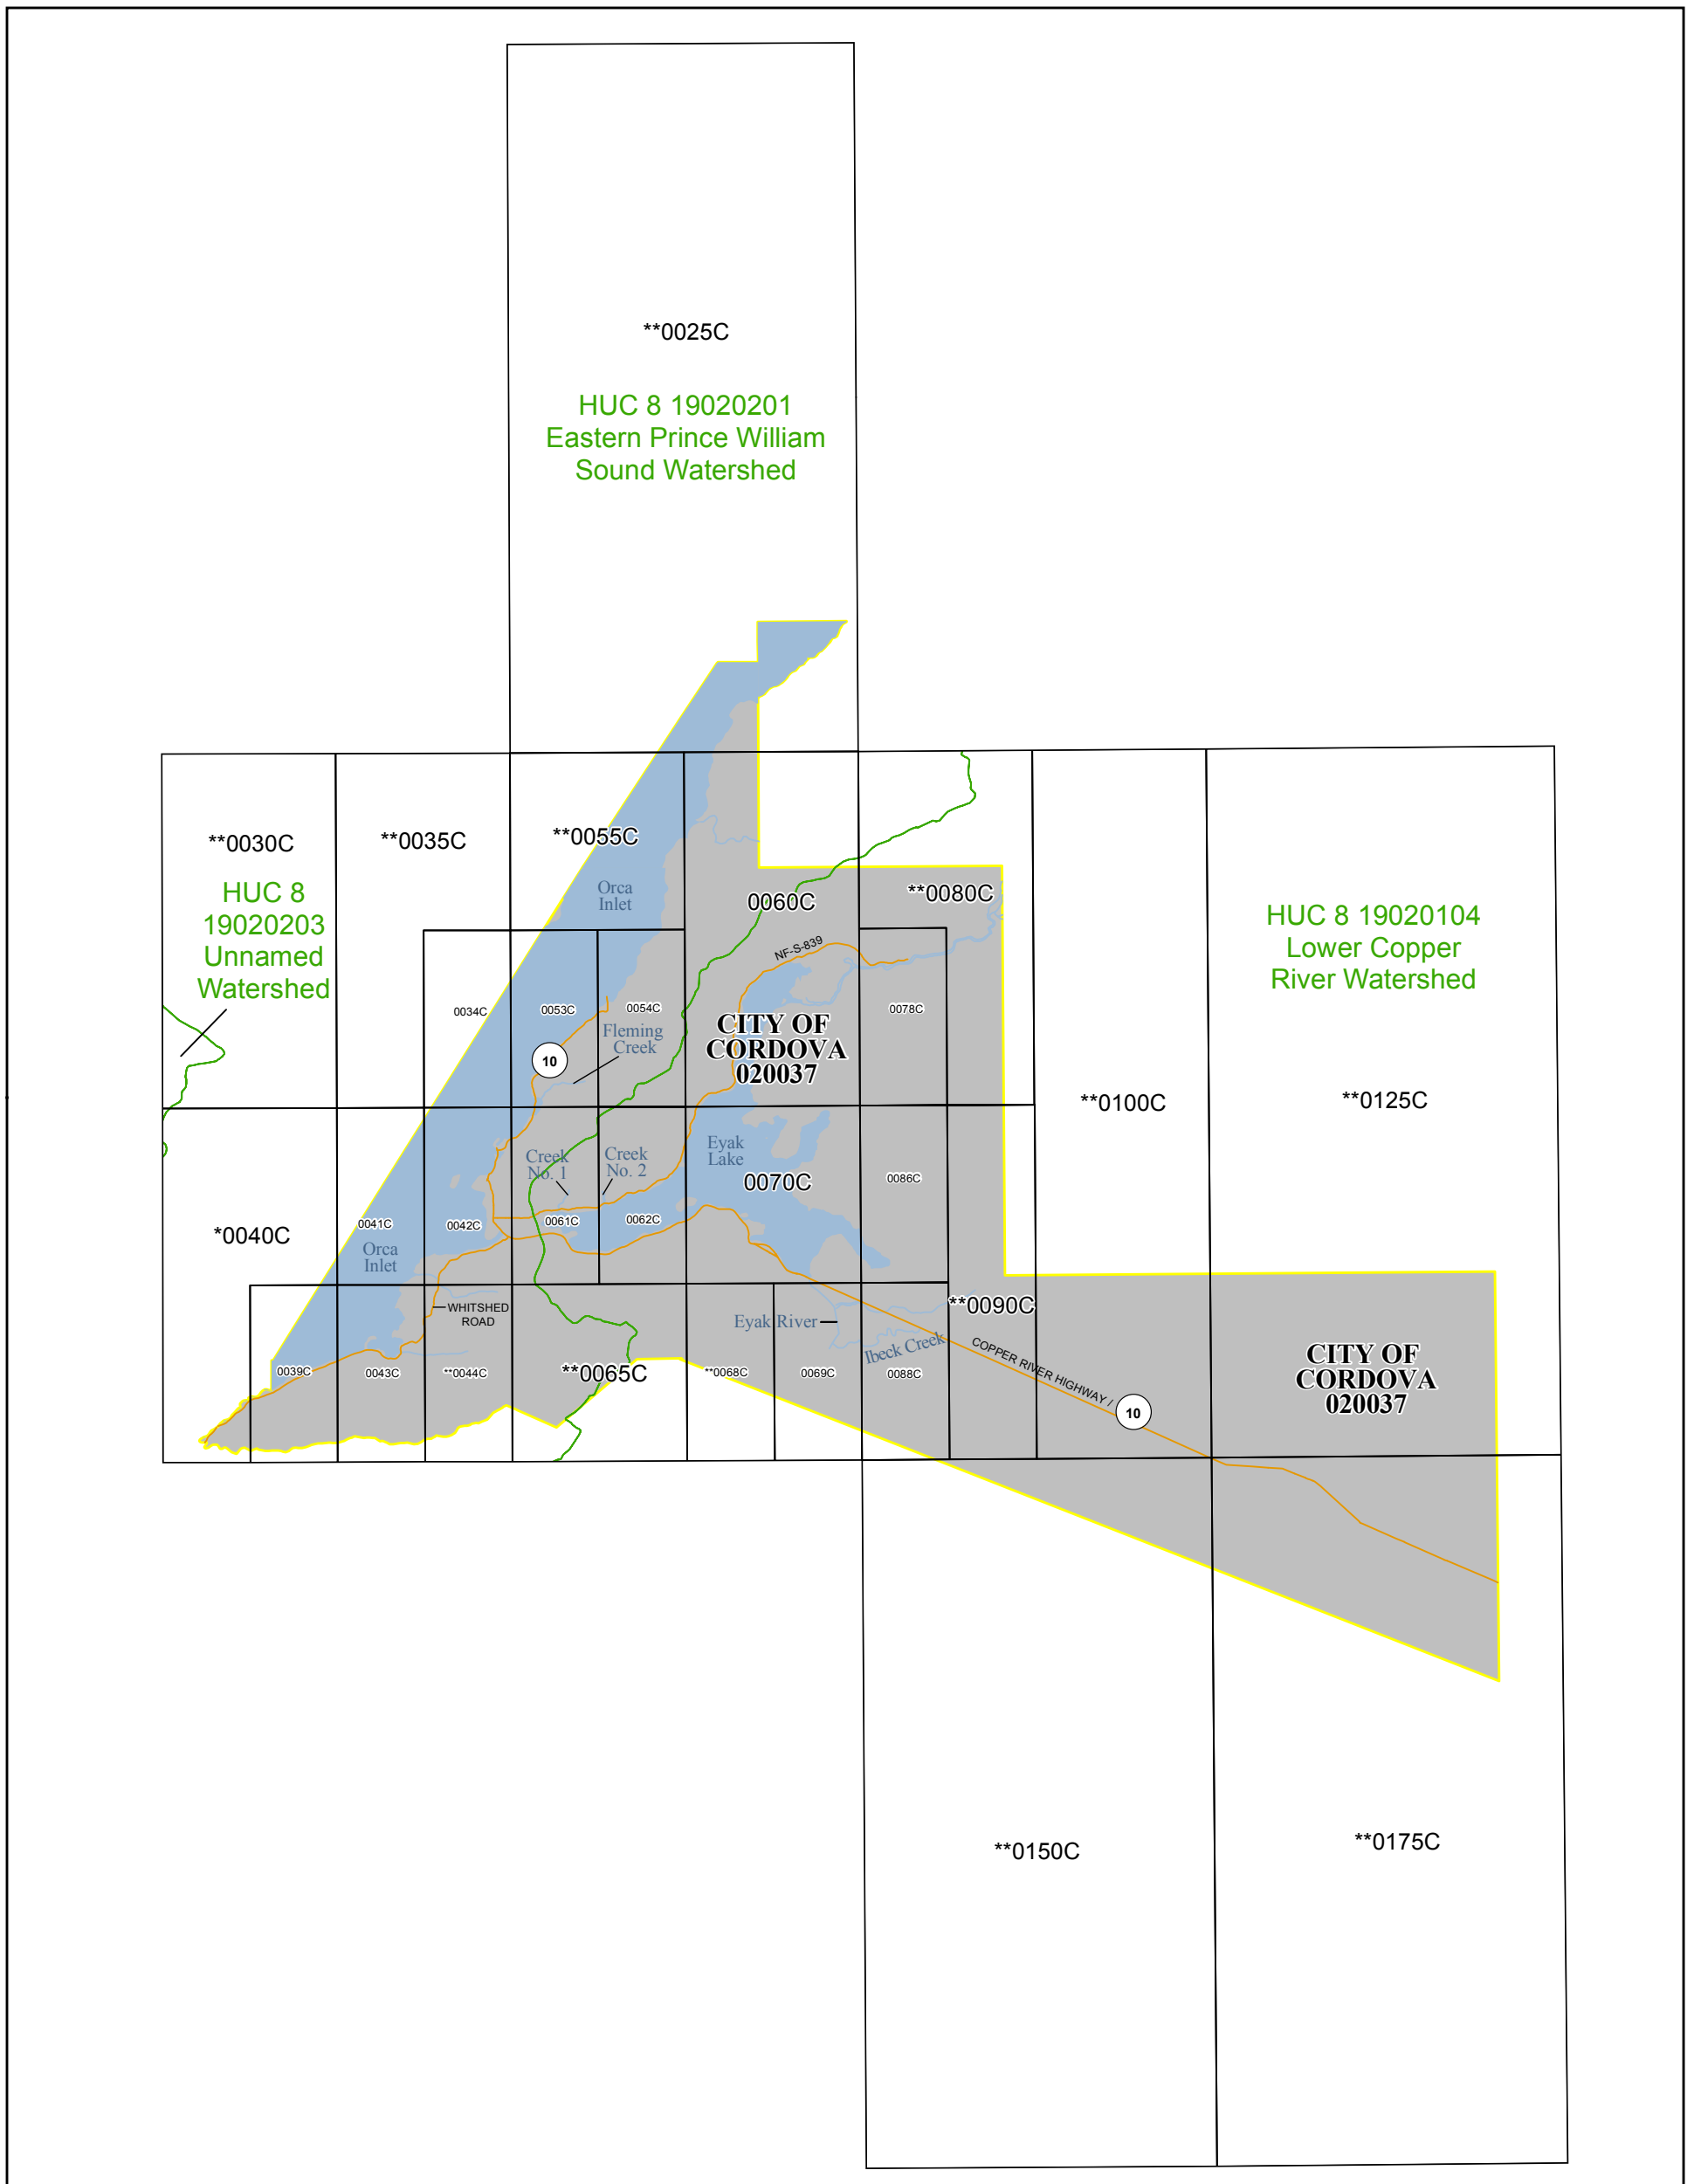 **0025C
HUC 8 19020201
Eastern Prince William
Sound Watershed
**0030C
**0035C
**0055C
HUC 8
19020203
Unnamed
Watershed
Orca
Inlet
0060C
**0080C
HUC 8 19020104
Lower Copper
River Watershed
NF-S-839
0034C
0053C
0054C
0078C
Fleming
Creek
CITY OF
CORDOVA
020037
10
**0100C
**0125C
Creek
No. 1
Creek
No. 2
Eyak
Lake
0070C
0086C
*0040C
0041C
0042C
0061C
0062C
Orca
Inlet
WHITSHED
ROAD
Eyak River
Ibeck Creek
**0090C
COPPER RIVER HIGHWAY /
10
0039C
0043C
**0044C
**0065C
**0068C
0069C
0088C
CITY OF
CORDOVA
020037
**0150C
**0175C